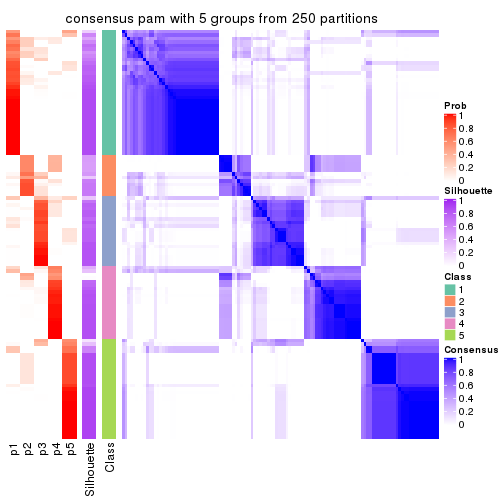 consensus pam with 5 groups from 250 partitions
Prob
1
0.8
0.6
0.4
0.2
0
Silhouette
1
0.8
0.6
0.4
0.2
0
Class
1
2
3
4
5
Consensus
1
0.8
0.6
0.4
0.2
0
p1
p2
p3
p4
p5
Silhouette
Class